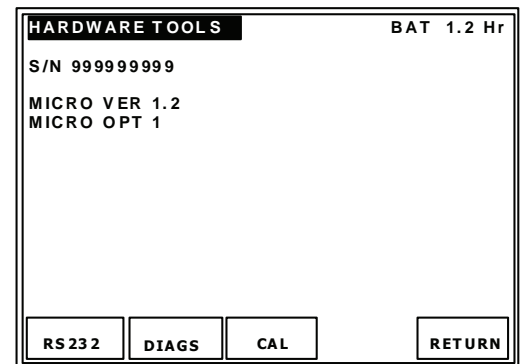 HARDWARE TOOLS BAT 1.2 Hr
S/N 999999999
MICRO VER 1.2
MICRO OPT 1
RS232 DIAGS CAL RETURN